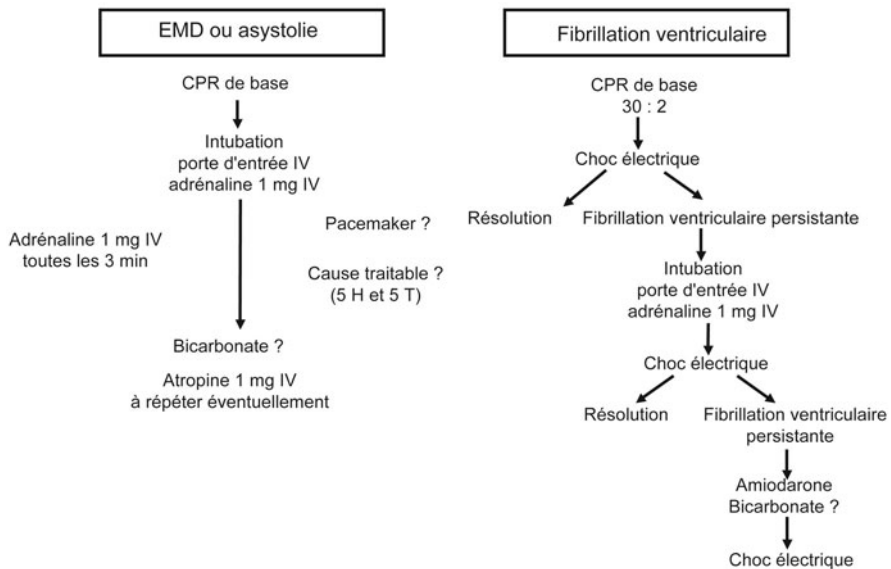 EMD ou asystolie
CPR de base
Intubation
porte d'entrée IV
adrénaline 1 mg IV
Adrénaline 1 mg IV
toutes les 3 min
Pacemaker ?
Cause traitable ?
(5 H et 5 T)
Bicarbonate ?
Atropine 1 mg IV
à répéter éventuellement
Fibrillation ventriculaire
CPR de base
30 : 2
Choc électrique
Résolution
Fibrillation ventriculaire persistante
Intubation
porte d'entrée IV
adrénaline 1 mg IV
Choc électrique
Résolution
Fibrillation ventriculaire
persistante
Amiodarone
Bicarbonate ?
Choc électrique